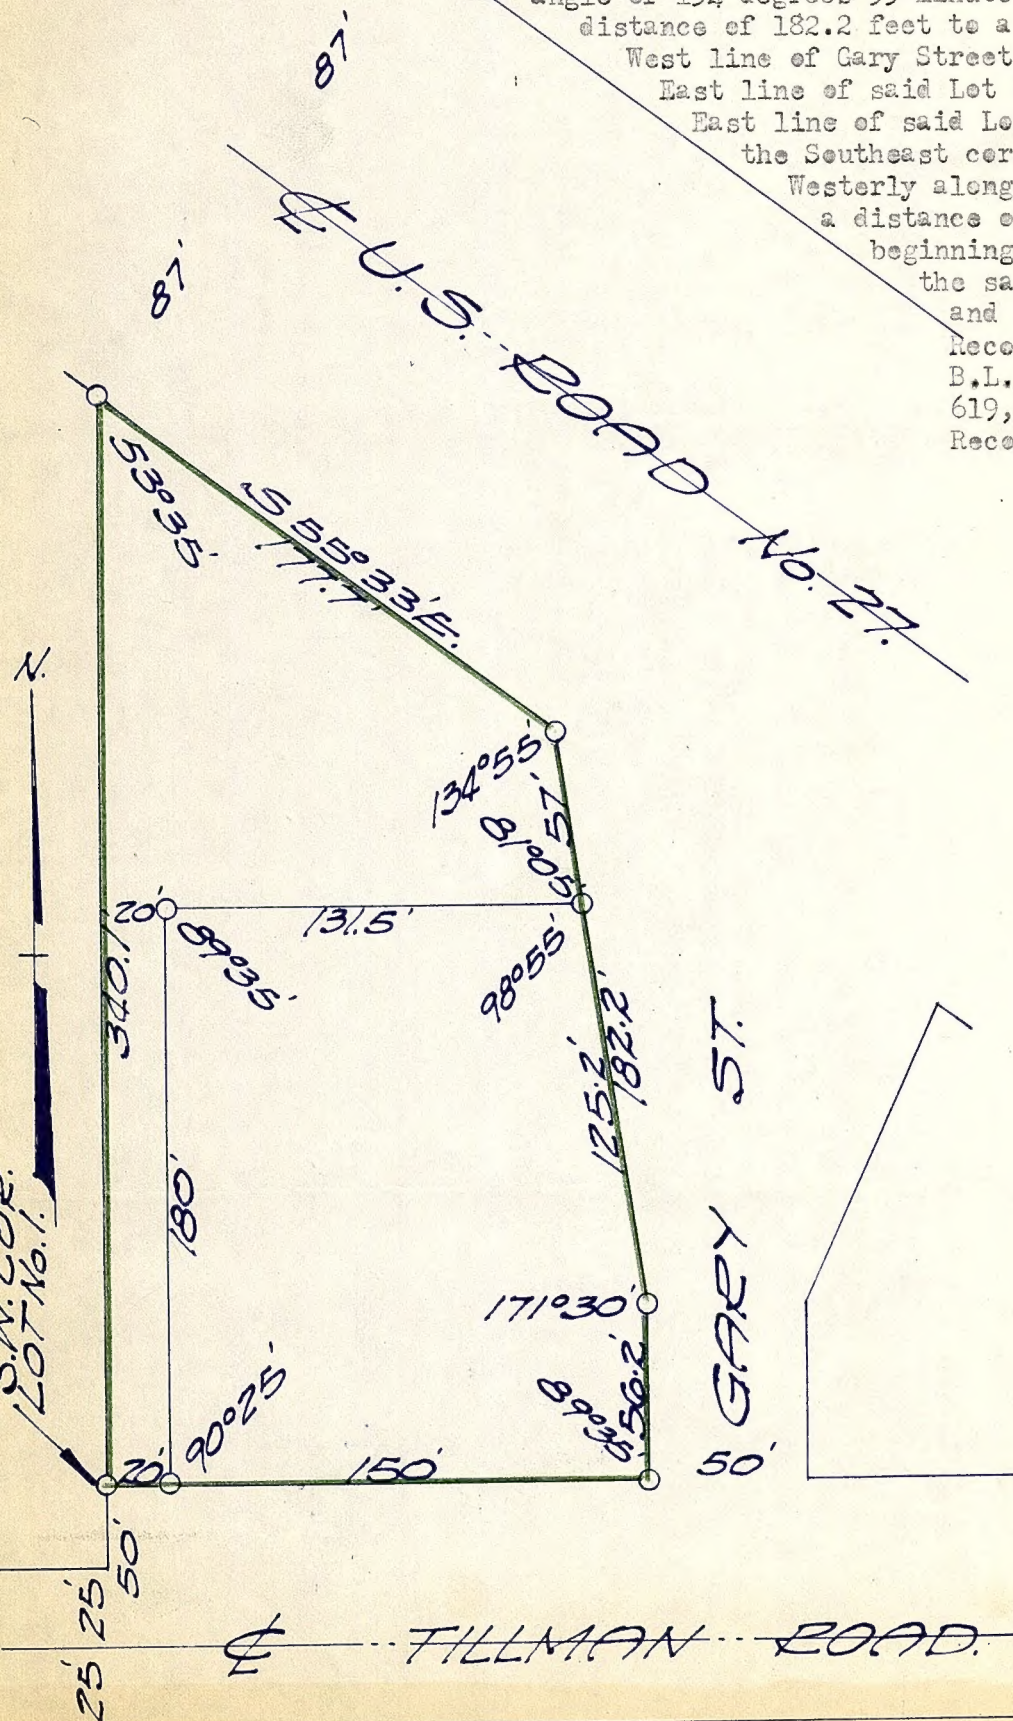 distance of 182.2 feet to a
West line of Gary Street
East line of said Lot
East line of said Lo
the Southeast cor
Westerly along
a distance o
beginning
the sa
and
Reco
B.L.
619,
Reco
87'
87'
℄ U.S. ROAD No. 27.
53°35'
S 55°33'E.
177.7'
N.
134°55'
57'
81°05'
20'
131.5'
89°35'
98°55'
340.1'
182.2'
125.2'
180'
GARY ST.
171°30'
56.2'
89°35'
90°25'
S.W. COR.
LOT No. 1.
20'
150'
50'
50'
25' 25'
℄ TILLMAN ROAD.